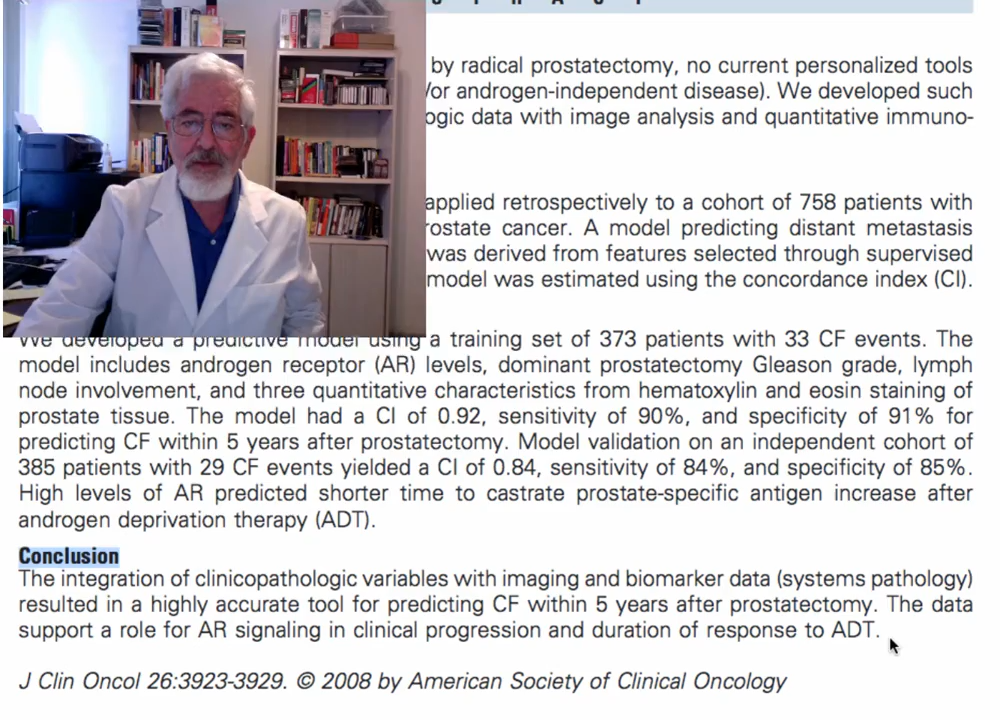 by radical prostatectomy, no current personalized tools
/or androgen-independent disease). We developed such
ogic data with image analysis and quantitative immuno-
applied retrospectively to a cohort of 758 patients with
rostate cancer. A model predicting distant metastasis
was derived from features selected through supervised
model was estimated using the concordance index (CI).
We developed a predictive model using a training set of 373 patients with 33 CF events. The
model includes androgen receptor (AR) levels, dominant prostatectomy Gleason grade, lymph
node involvement, and three quantitative characteristics from hematoxylin and eosin staining of
prostate tissue. The model had a CI of 0.92, sensitivity of 90%, and specificity of 91% for
predicting CF within 5 years after prostatectomy. Model validation on an independent cohort of
385 patients with 29 CF events yielded a CI of 0.84, sensitivity of 84%, and specificity of 85%.
High levels of AR predicted shorter time to castrate prostate-specific antigen increase after
androgen deprivation therapy (ADT).
Conclusion
The integration of clinicopathologic variables with imaging and biomarker data (systems pathology)
resulted in a highly accurate tool for predicting CF within 5 years after prostatectomy. The data
support a role for AR signaling in clinical progression and duration of response to ADT.
J Clin Oncol 26:3923-3929. © 2008 by American Society of Clinical Oncology